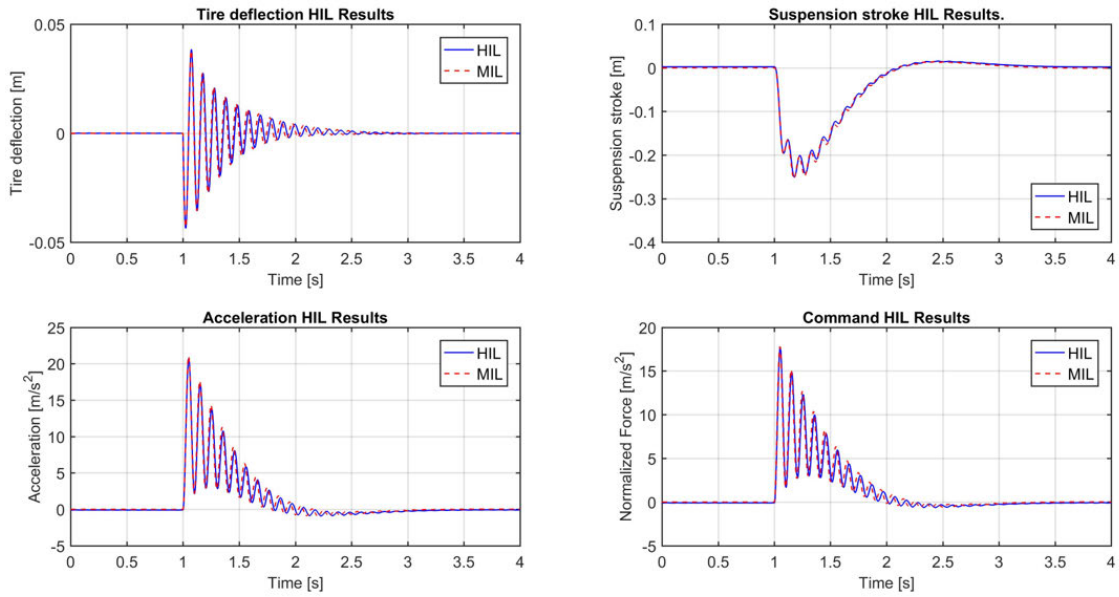 Tire deflection HIL Results
0.05
0
-0.05
Tire deflection [m]
HIL
MIL
0 0.5 1 1.5 2 2.5 3 3.5 4
Time [s]
Suspension stroke HIL Results.
0.1
0
-0.1
-0.2
-0.3
-0.4
Suspension stroke [m]
HIL
MIL
0 0.5 1 1.5 2 2.5 3 3.5 4
Time [s]
Acceleration HIL Results
25
20
15
10
5
0
-5
Acceleration [m/s²]
HIL
MIL
0 0.5 1 1.5 2 2.5 3 3.5 4
Time [s]
Command HIL Results
20
15
10
5
0
-5
Normalized Force [m/s²]
HIL
MIL
0 0.5 1 1.5 2 2.5 3 3.5 4
Time [s]